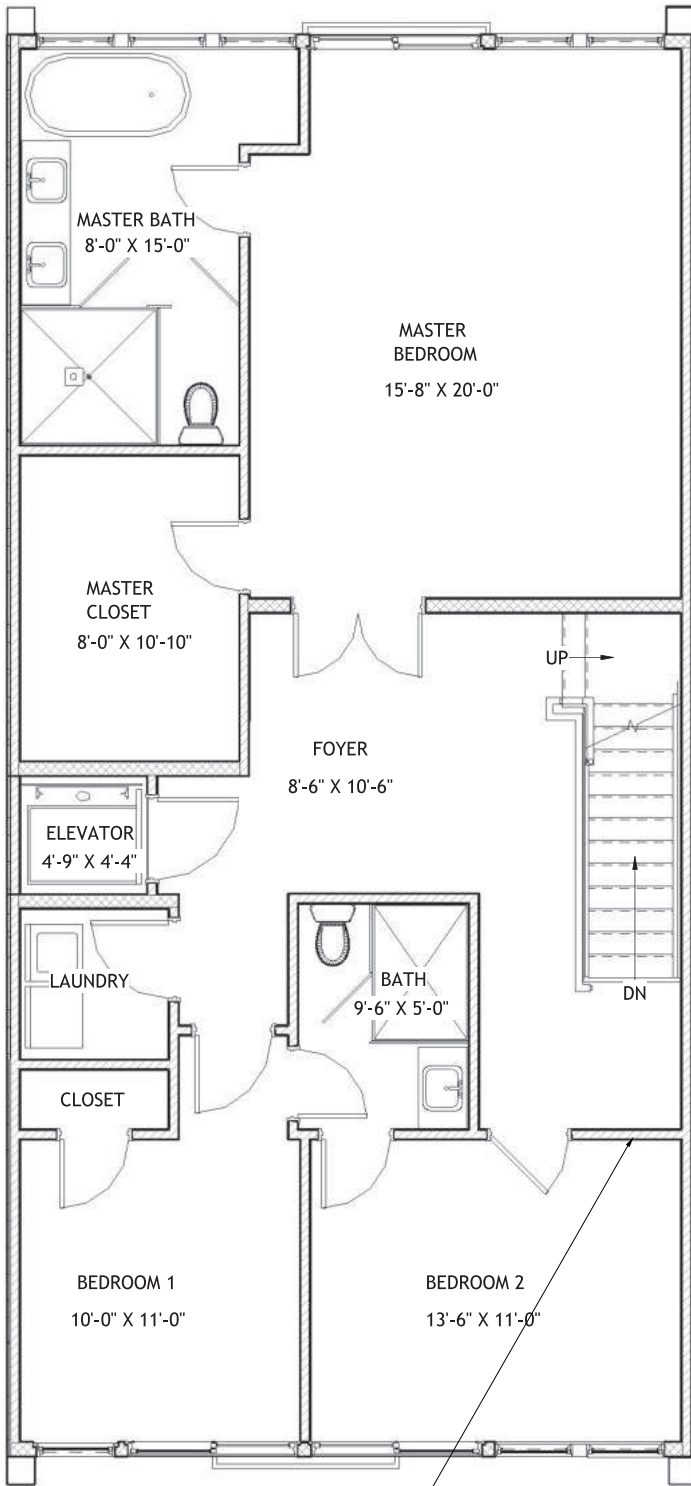 MASTER BATH
8'-0" X 15'-0"
MASTER
BEDROOM
15'-8" X 20'-0"
MASTER
CLOSET
8'-0" X 10'-10"
UP
FOYER
8'-6" X 10'-6"
ELEVATOR
4'-9" X 4'-4"
LAUNDRY
BATH
9'-6" X 5'-0"
DN
CLOSET
BEDROOM 1
10'-0" X 11'-0"
BEDROOM 2
13'-6" X 11'-0"